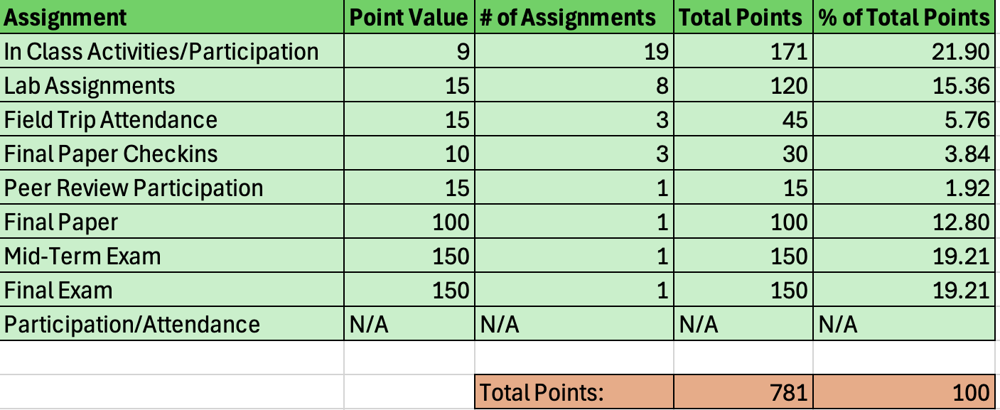 Assignment Point Value # of Assignments Total Points % of Total Points
In Class Activities/Participation 9 19 171 21.90
Lab Assignments 15 8 120 15.36
Field Trip Attendance 15 3 45 5.76
Final Paper Checkins 10 3 30 3.84
Peer Review Participation 15 1 15 1.92
Final Paper 100 1 100 12.80
Mid-Term Exam 150 1 150 19.21
Final Exam 150 1 150 19.21
Participation/Attendance N/A N/A N/A N/A
Total Points: 781 100